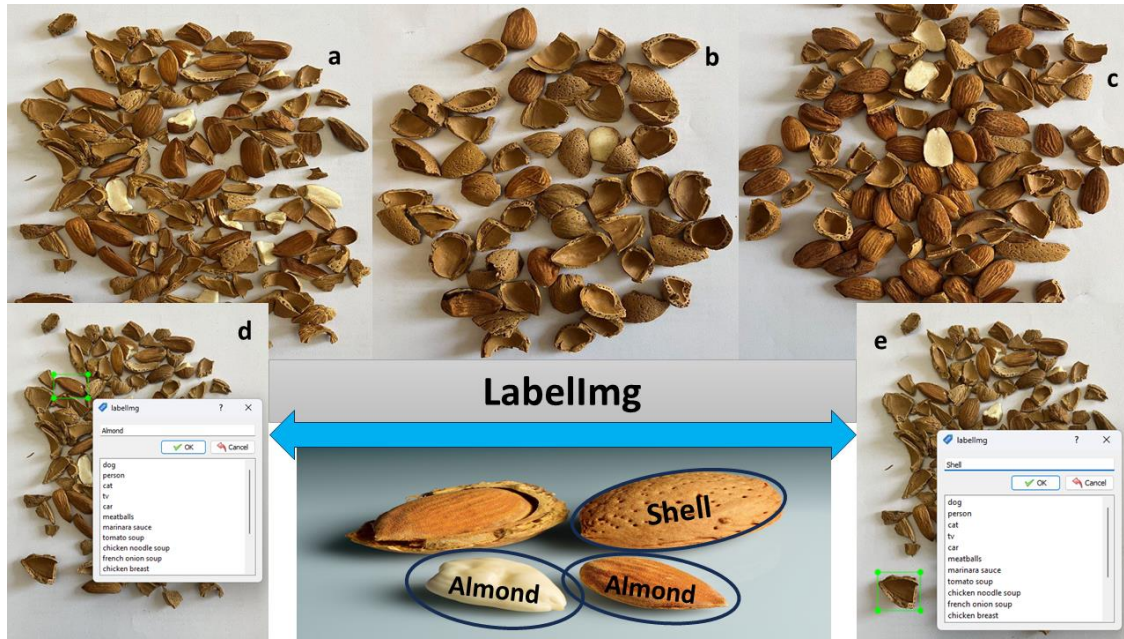 a
b
c
d
e
LabelImg
labelImg
?
Almond
OK
Cancel
dog
person
cat
tv
car
meatballs
marinara sauce
tomato soup
chicken noodle soup
french onion soup
chicken breast
Shell
Almond
Almond
labelImg
?
Shell
OK
Cancel
dog
person
cat
tv
car
meatballs
marinara sauce
tomato soup
chicken noodle soup
french onion soup
chicken breast